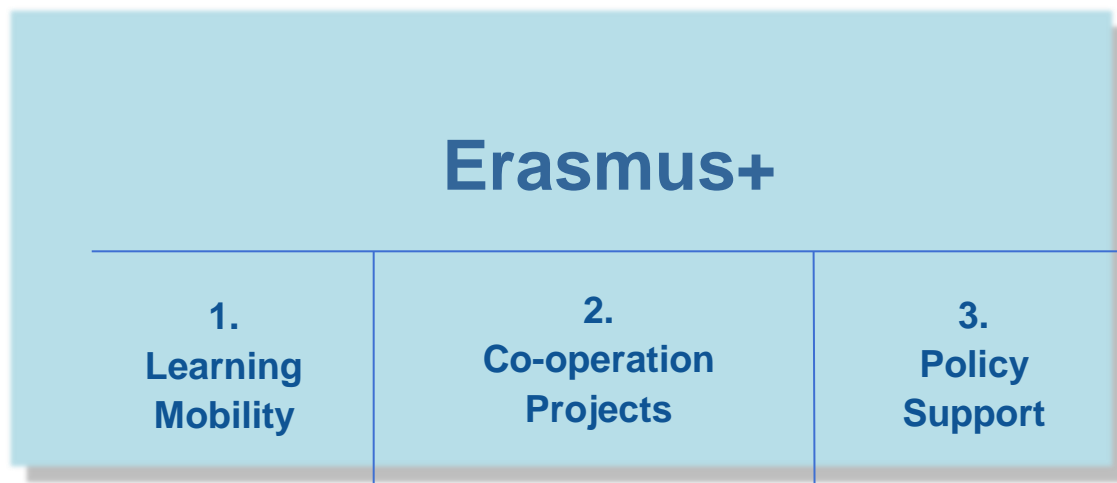 Erasmus+
1.
Learning
Mobility
2.
Co-operation
Projects
3.
Policy
Support